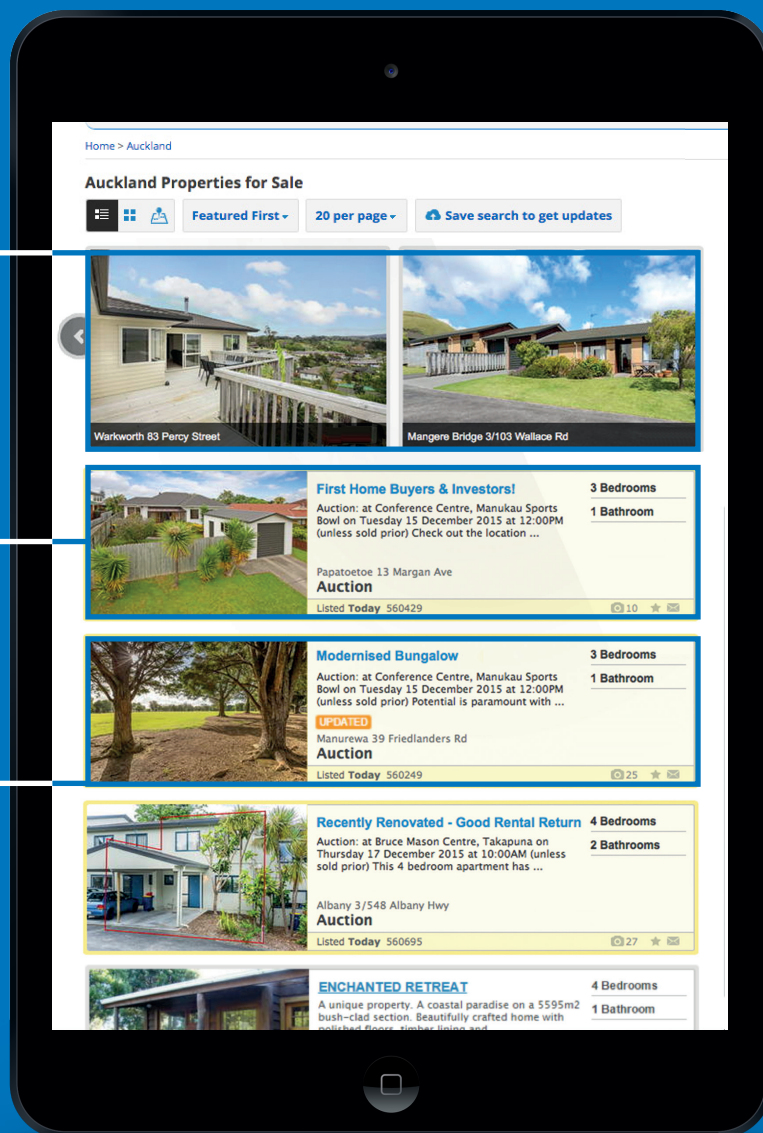 Home > Auckland
Auckland Properties for Sale
Featured First
20 per page
Save search to get updates
Warkworth 83 Percy Street
Mangere Bridge 3/103 Wallace Rd
First Home Buyers & Investors!
Auction: at Conference Centre, Manukau Sports
Bowl on Tuesday 15 December 2015 at 12:00PM
(unless sold prior) Check out the location ...
Papatoetoe 13 Margan Ave
Auction
Listed Today 560429
3 Bedrooms
1 Bathroom
10
Modernised Bungalow
Auction: at Conference Centre, Manukau Sports
Bowl on Tuesday 15 December 2015 at 12:00PM
(unless sold prior) Potential is paramount with ...
UPDATED
Manurewa 39 Friedlanders Rd
Auction
Listed Today 560249
3 Bedrooms
1 Bathroom
25
Recently Renovated - Good Rental Return
Auction: at Bruce Mason Centre, Takapuna on
Thursday 17 December 2015 at 10:00AM (unless
sold prior) This 4 bedroom apartment has ...
Albany 3/548 Albany Hwy
Auction
Listed Today 560695
4 Bedrooms
2 Bathrooms
27
ENCHANTED RETREAT
A unique property. A coastal paradise on a 5595m2
bush-clad section. Beautifully crafted home with
polished floors, timber lining and
4 Bedrooms
1 Bathroom